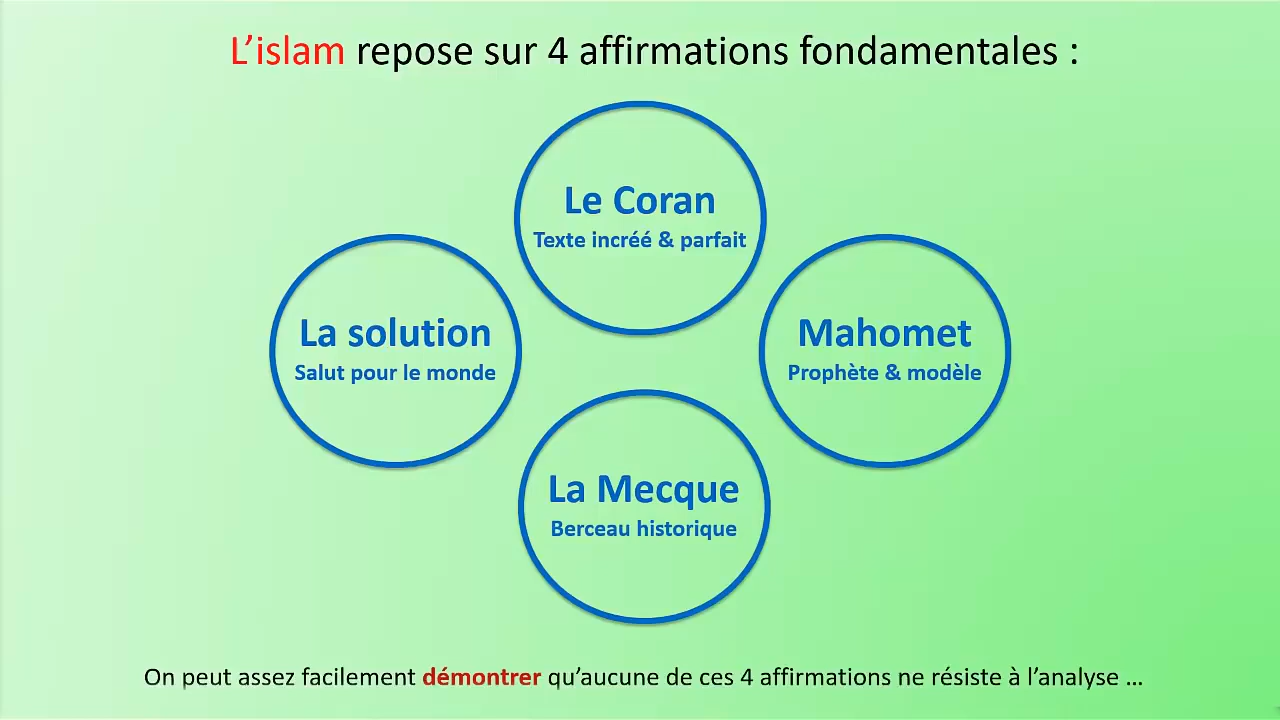 L’islam repose sur 4 affirmations fondamentales :
Le Coran
Texte incréé & parfait
La solution
Salut pour le monde
Mahomet
Prophète & modèle
La Mecque
Berceau historique
On peut assez facilement démontrer qu’aucune de ces 4 affirmations ne résiste à l’analyse ...